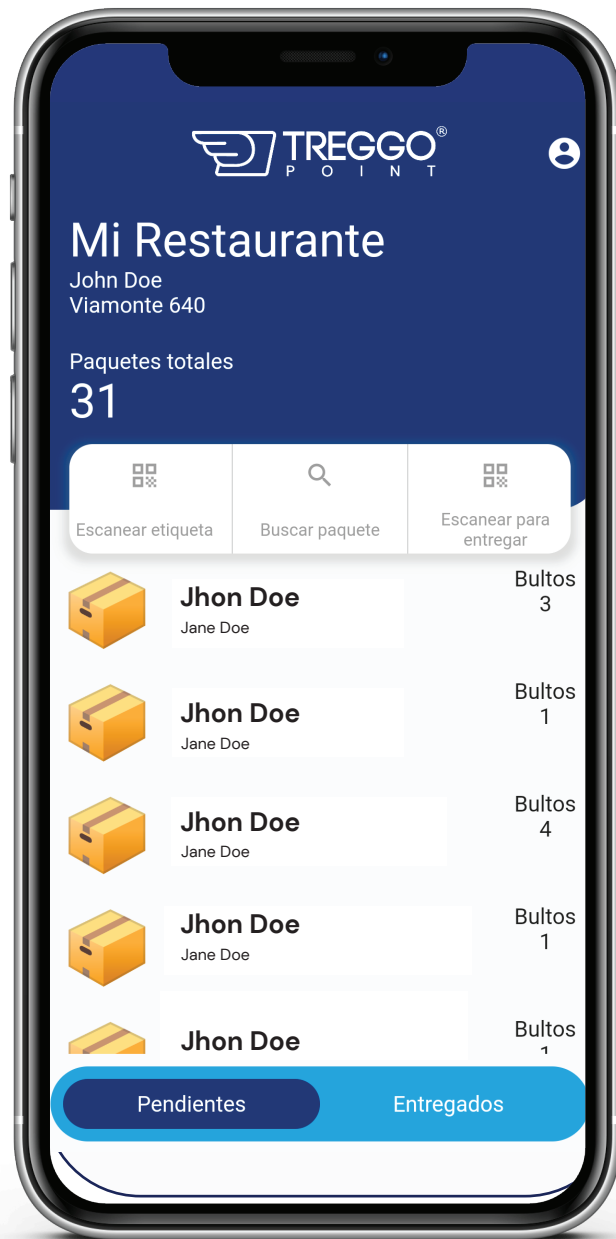 TREGGO®
POINT
Mi Restaurante
John Doe
Viamonte 640
Paquetes totales
31
Escanear etiqueta
Buscar paquete
Escanear para
entregar
Jhon Doe
Jane Doe
Bultos
3
Jhon Doe
Jane Doe
Bultos
1
Jhon Doe
Jane Doe
Bultos
4
Jhon Doe
Jane Doe
Bultos
1
Jhon Doe
Bultos
1
Pendientes
Entregados